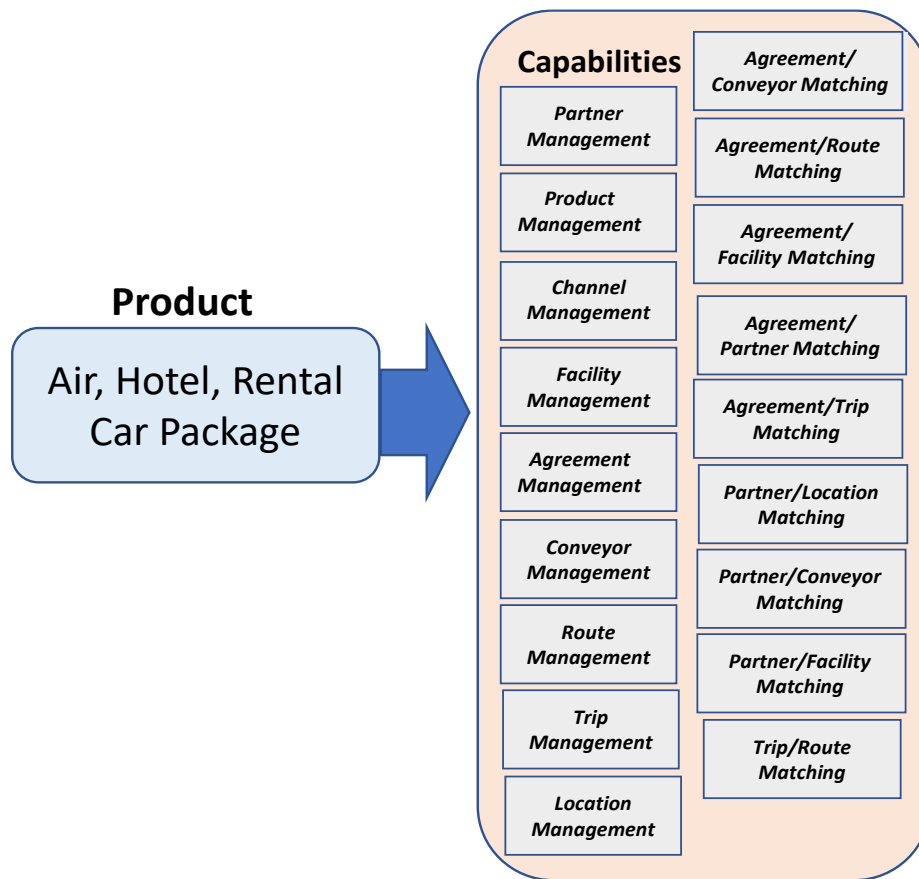 Product
Air, Hotel, Rental
Car Package
Capabilities
Partner
Management
Product
Management
Channel
Management
Facility
Management
Agreement
Management
Conveyor
Management
Route
Management
Trip
Management
Location
Management
Agreement/
Conveyor Matching
Agreement/Route
Matching
Agreement/
Facility Matching
Agreement/
Partner Matching
Agreement/Trip
Matching
Partner/Location
Matching
Partner/Conveyor
Matching
Partner/Facility
Matching
Trip/Route
Matching